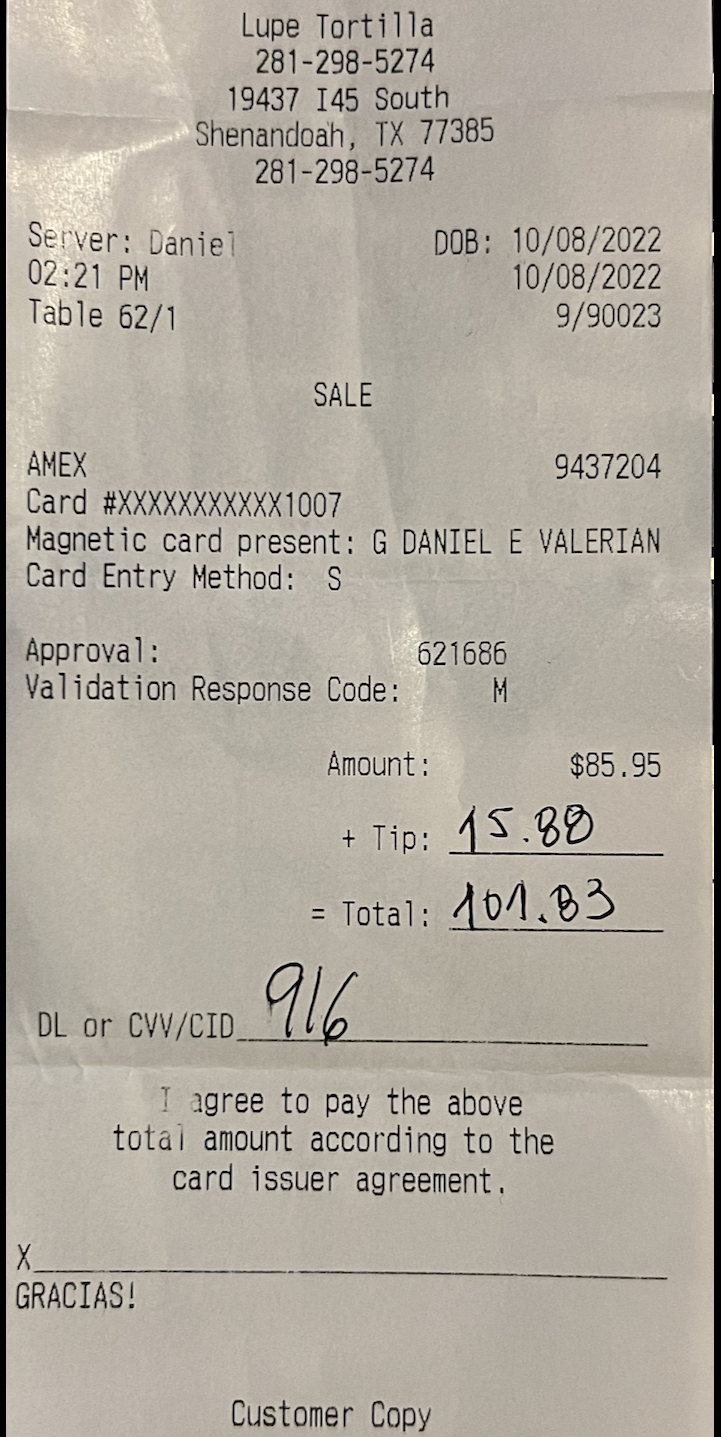 Lupe Tortilla
281-298-5274
19437 I45 South
Shenandoah, TX 77385
281-298-5274
Server: Daniel DOB: 10/08/2022
02:21 PM 10/08/2022
Table 62/1 9/90023
SALE
AMEX 9437204
Card #XXXXXXXXXXX1007
Magnetic card present: G DANIEL E VALERIAN
Card Entry Method: S
Approval: 621686
Validation Response Code: M
Amount: $85.95
+ Tip: 15.88
= Total: 101.83
DL or CVV/CID 916
I agree to pay the above
total amount according to the
card issuer agreement.
X
GRACIAS!
Customer Copy